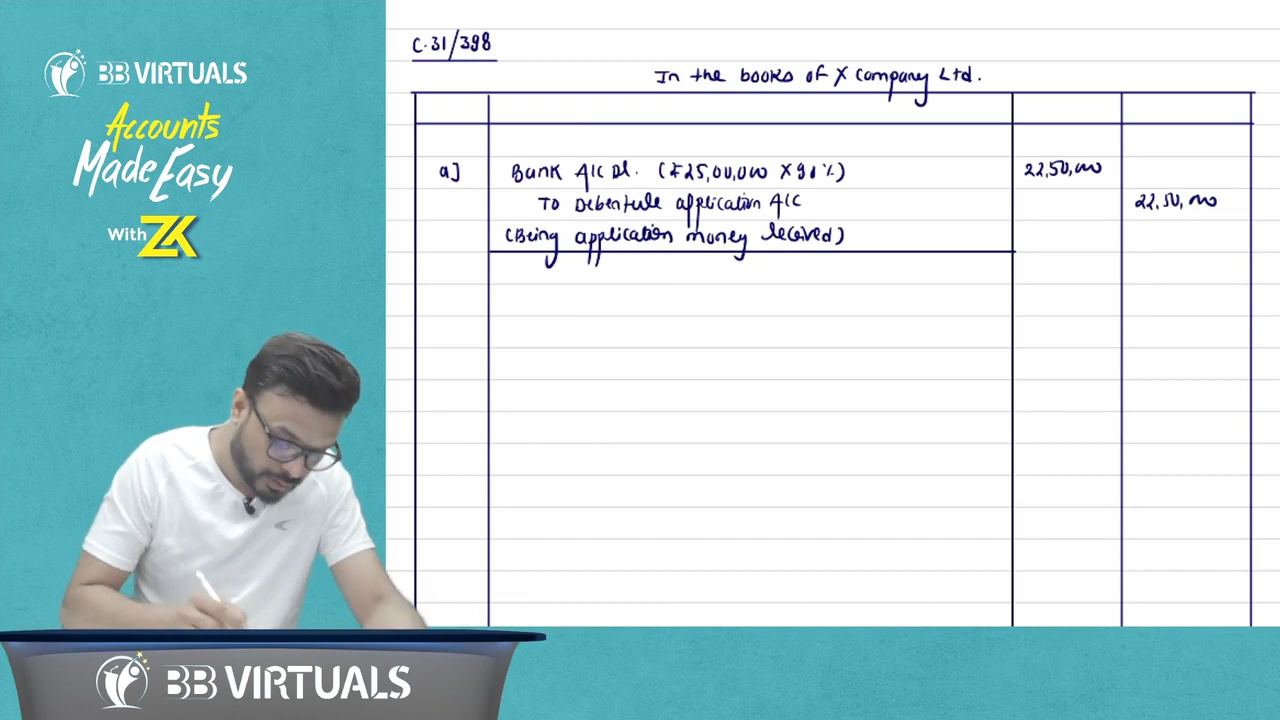 BB VIRTUALS
Accounts
Made Easy
With ZK
C.31/398
In the books of X Company Ltd.
a] Bank A/C Dr. (₹25,00,000 X 90%) 22,50,000
To Debenture application A/C 22,50,000
(Being application money received)
BB VIRTUALS